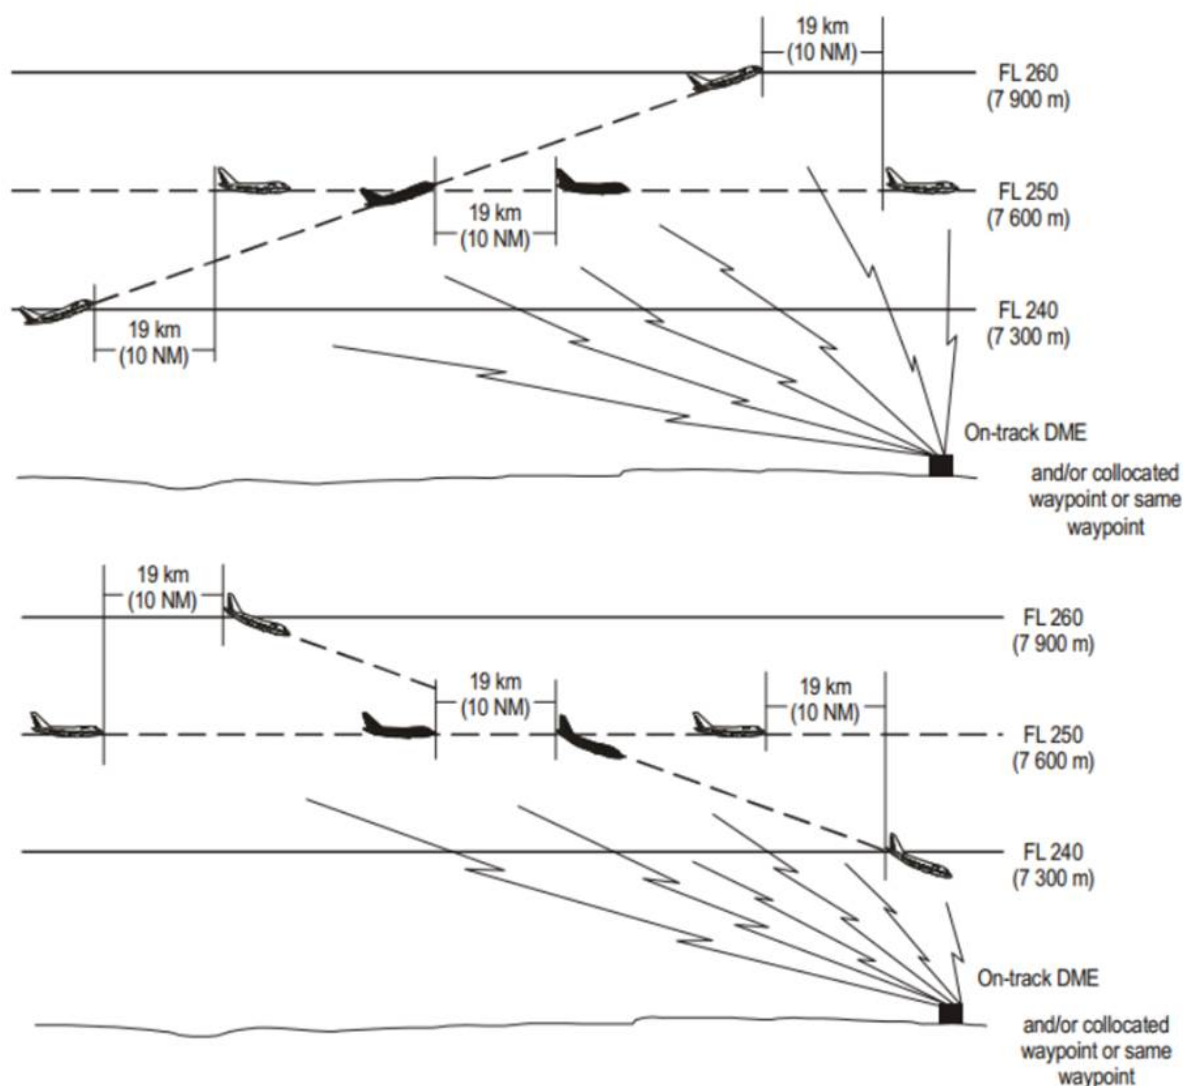 19 km
(10 NM)
FL 260
(7 900 m)
19 km
(10 NM)
FL 250
(7 600 m)
19 km
(10 NM)
FL 240
(7 300 m)
On-track DME
and/or collocated
waypoint or same
waypoint
19 km
(10 NM)
FL 260
(7 900 m)
19 km
(10 NM)
19 km
(10 NM)
FL 250
(7 600 m)
FL 240
(7 300 m)
On-track DME
and/or collocated
waypoint or same
waypoint